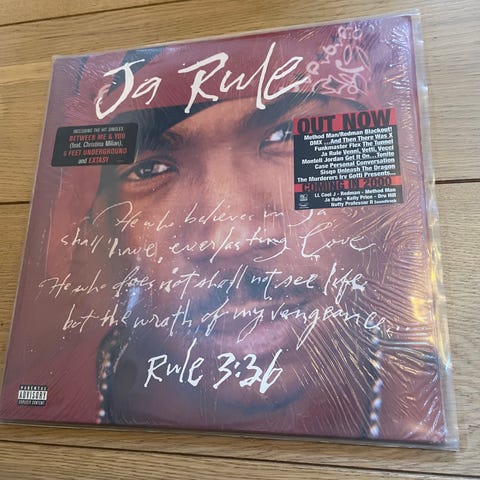 Ja Rule
INCLUDING THE HIT SINGLES
BETWEEN ME & YOU
(feat. Christina Milian),
6 FEET UNDERGROUND
and EXTASY
OUT NOW
Method Man/Redman Blackout!
DMX ...And Then There Was X
Funkmaster Flex The Tunnel
Ja Rule Venni, Vetti, Vecci
Montell Jordan Get It On...Tonite
Case Personal Conversation
Sisqo Unleash The Dragon
The Murderers Irv Gotti Presents...
COMING IN 2000
LL Cool J - Redman - Method Man
Ja Rule - Kelly Price - Dru Hill
Nutty Professor II Soundtrack
He who believes in Ja
shall have everlasting love
He who does not shall not see life
but the wrath of my vengeance...
Rule 3:36
PARENTAL
ADVISORY
EXPLICIT CONTENT